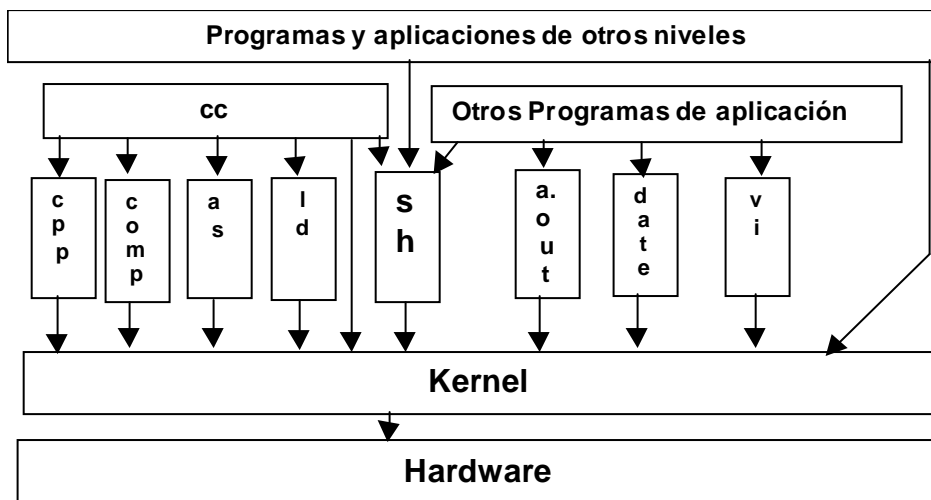 Programas y aplicaciones de otros niveles
cc
Otros Programas de aplicación
cpp
comp
as
ld
sh
a.out
date
vi
Kernel
Hardware